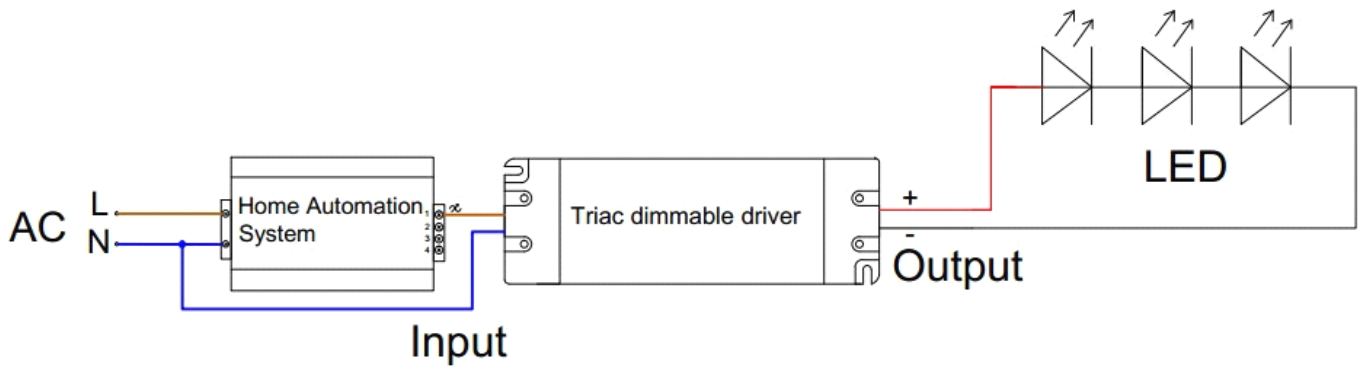 AC
L
N
Home Automation
System
1
2
3
4
Input
Triac dimmable driver
+
-
Output
LED